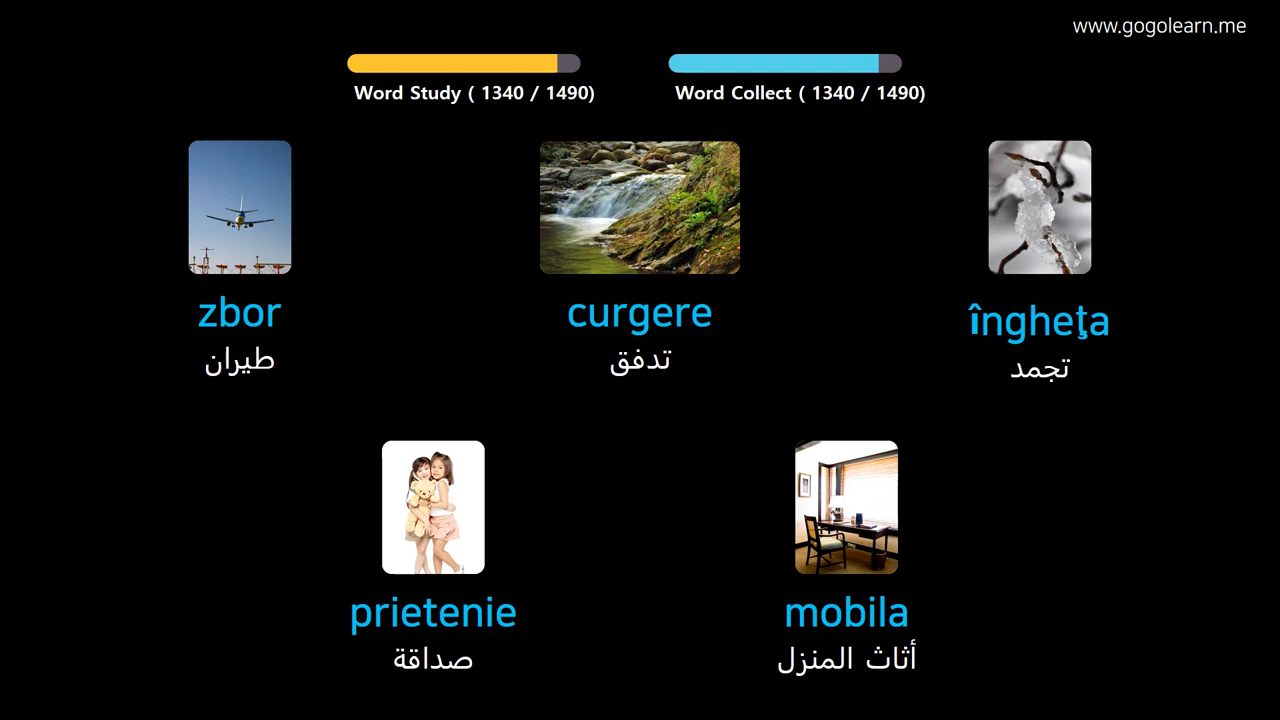 www.gogolearn.me
Word Study ( 1340 / 1490)
Word Collect ( 1340 / 1490)
zbor
طيران
curgere
تدفق
îngheţa
تجمد
prietenie
صداقة
mobila
أثاث المنزل